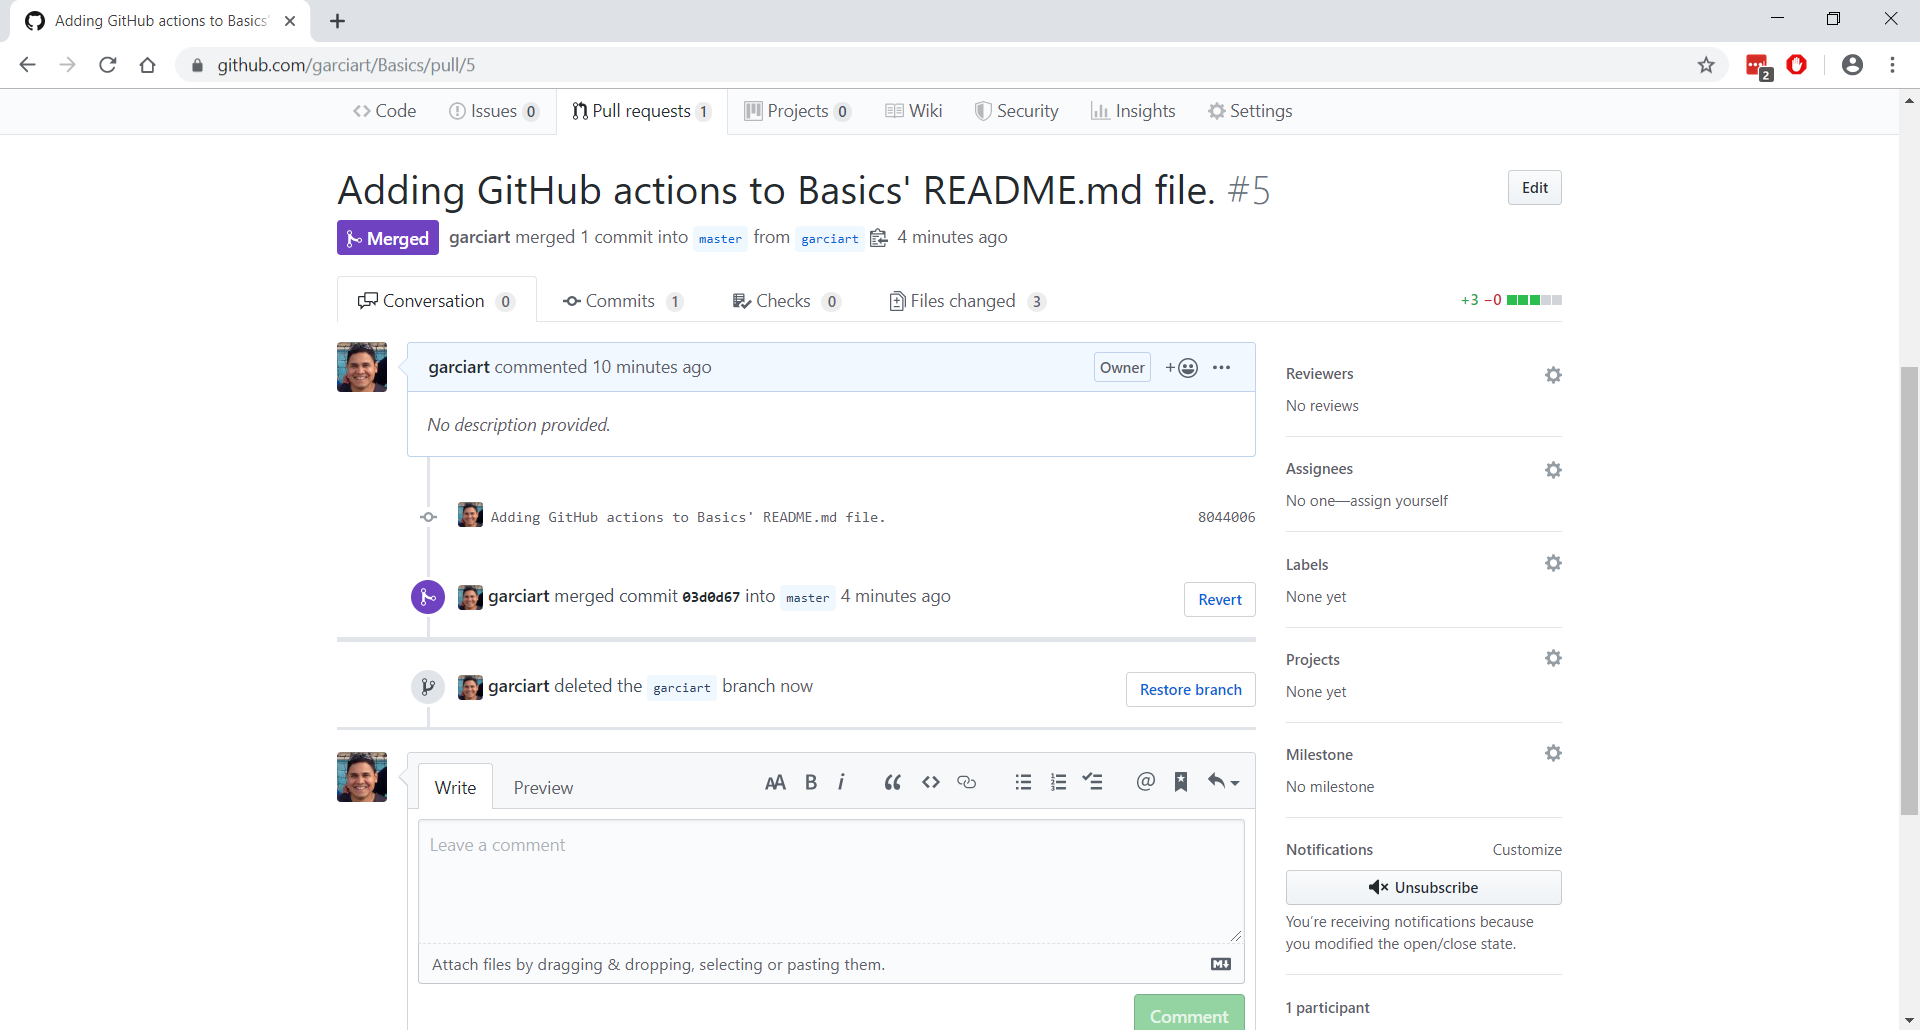 Adding GitHub actions to Basics'
github.com/garciart/Basics/pull/5
2
Code Issues 0 Pull requests 1 Projects 0 Wiki Security Insights Settings
Adding GitHub actions to Basics' README.md file. #5
Edit
Merged garciart merged 1 commit into master from garciart 4 minutes ago
Conversation 0 Commits 1 Checks 0 Files changed 3
+3 −0
garciart commented 10 minutes ago
Owner
No description provided.
Adding GitHub actions to Basics' README.md file. 8044006
garciart merged commit 03d0d67 into master 4 minutes ago
Revert
garciart deleted the garciart branch now
Restore branch
Write Preview
Leave a comment
Attach files by dragging & dropping, selecting or pasting them.
Comment
Reviewers
No reviews
Assignees
No one—assign yourself
Labels
None yet
Projects
None yet
Milestone
No milestone
Notifications Customize
Unsubscribe
You're receiving notifications because
you modified the open/close state.
1 participant